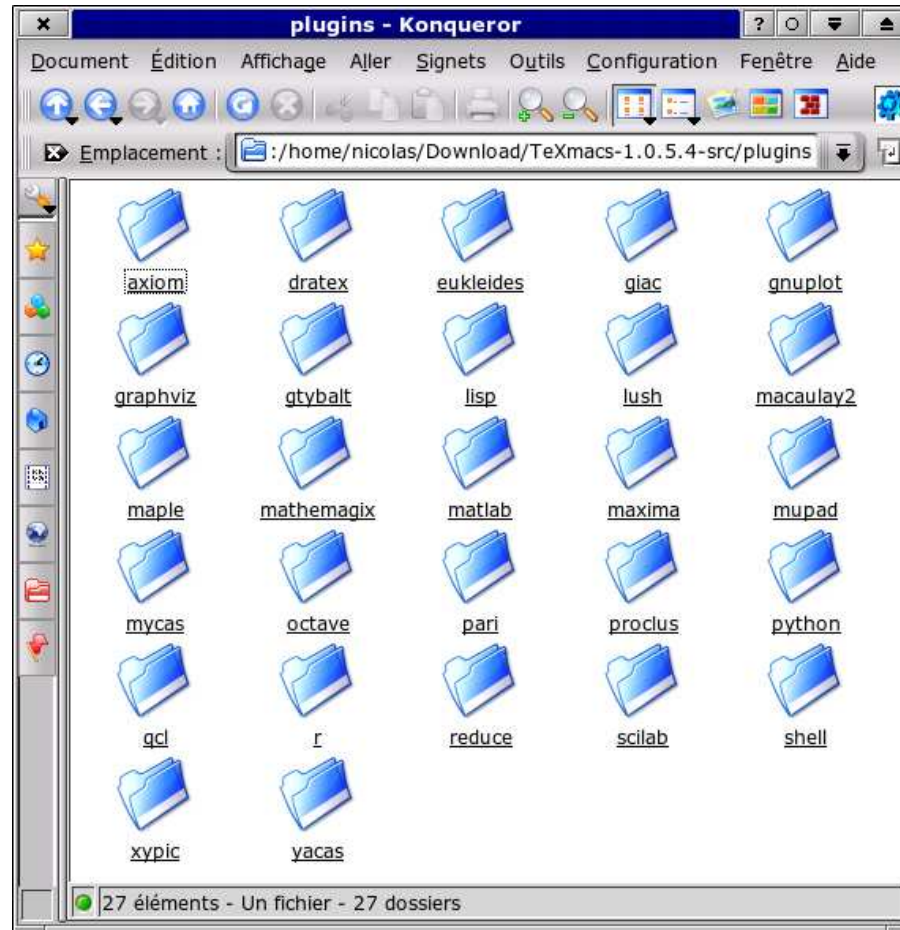 plugins - Konqueror
Document Édition Affichage Aller Signets Outils Configuration Fenêtre Aide
Emplacement : :/home/nicolas/Download/TeXmacs-1.0.5.4-src/plugins
axiom dratex eukleides giac gnuplot
graphviz gtybalt lisp lush macaulay2
maple mathemagix matlab maxima mupad
mycas octave pari proclus python
qcl r reduce scilab shell
xypic yacas
27 éléments - Un fichier - 27 dossiers